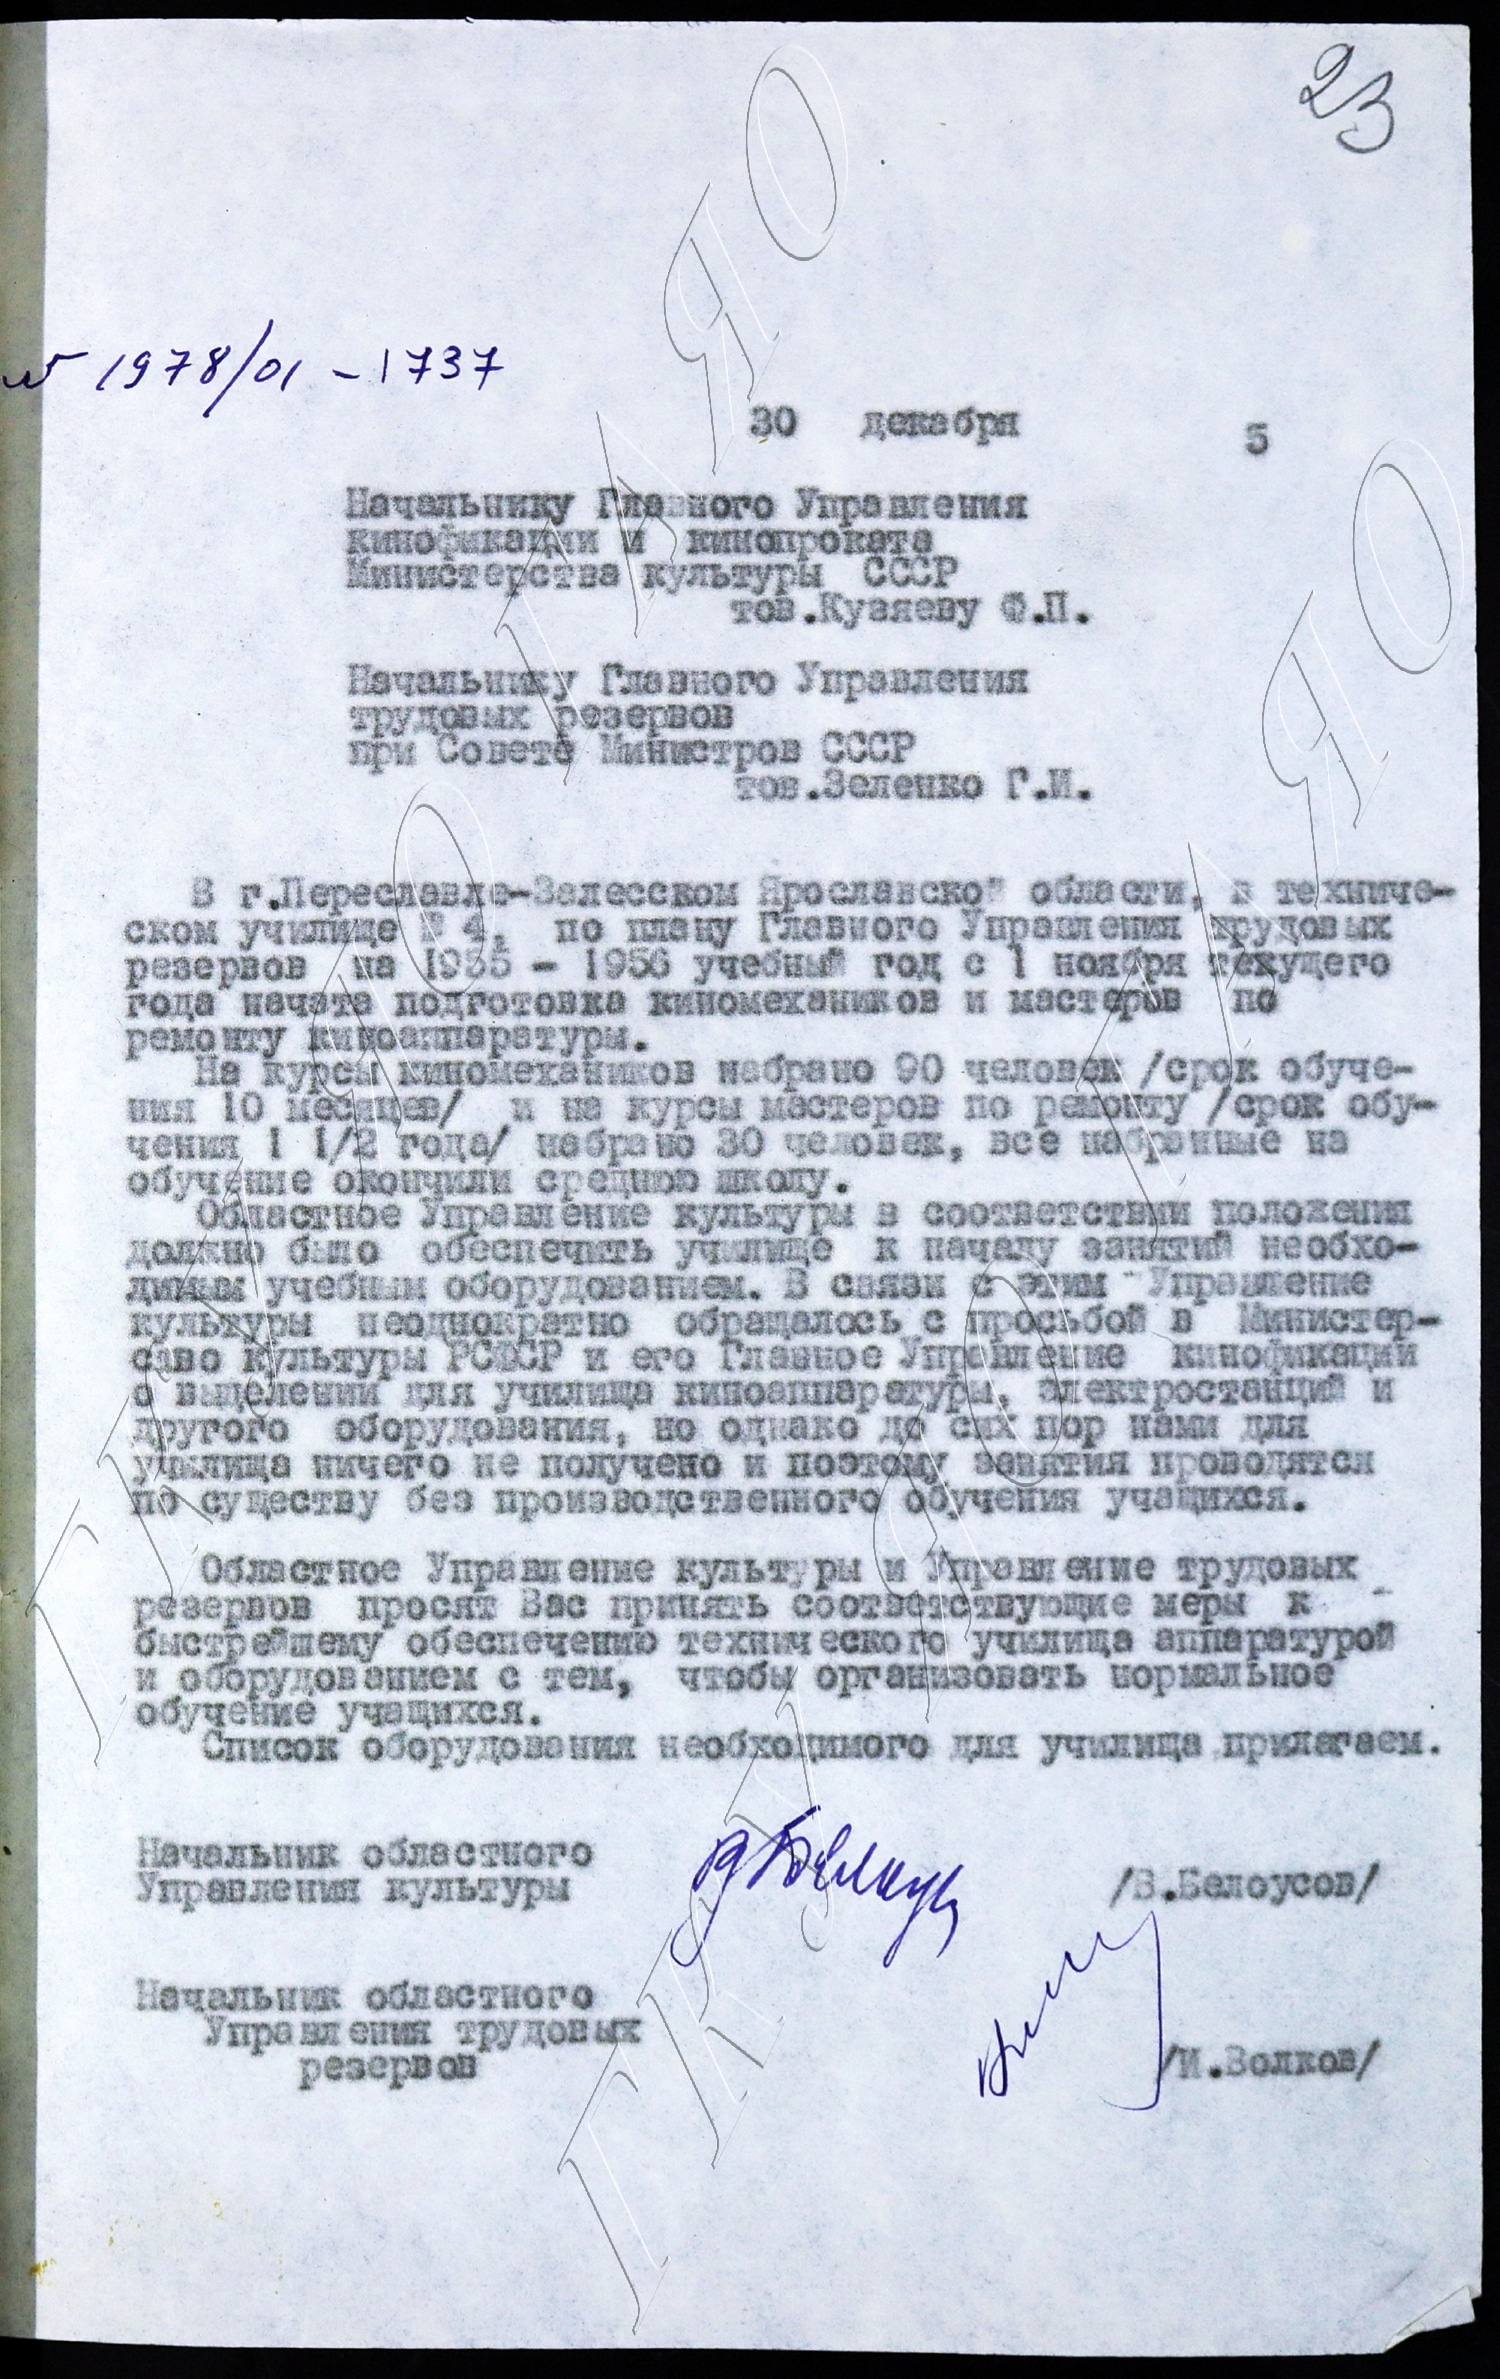 23
№ 1978/01 - 1737
30 декабря 5
Начальнику Главного Управления
кинофикации и кинопроката
Министерства культуры СССР
тов.Кузяеву Ф.П.
Начальнику Главного Управления
трудовых резервов
при Совете Министров СССР
тов.Зеленко Г.И.
В г.Переславле-Залесском Ярославской области, в техниче-
ском училище № 4, по плану Главного Управления трудовых
резервов на 1955 - 1956 учебный год с 1 ноября текущего
года начата подготовка киномехаников и мастеров по
ремонту киноаппаратуры.
На курсы киномехаников набрано 90 человек /срок обуче-
ния 10 месяцев/ и на курсы мастеров по ремонту /срок обу-
чения 1 1/2 года/ набрано 30 человек, все набранные на
обучение окончили среднюю школу.
Областное Управление культуры в соответствии положения
должно было обеспечить училище к началу занятий необхо-
димым учебным оборудованием. В связи с этим Управление
культуры неоднократно обращалось с просьбой в Министер-
ство культуры РСФСР и его Главное Управление кинофикации
о выделении для училища киноаппаратуры, электростанций и
другого оборудования, но однако до сих пор нами для
училища ничего не получено и поэтому занятия проводятся
по существу без производственного обучения учащихся.
Областное Управление культуры и Управление трудовых
резервов просят Вас принять соответствующие меры к
быстрейшему обеспечению технического училища аппаратурой
и оборудованием с тем, чтобы организовать нормальное
обучение учащихся.
Список оборудования необходимого для училища прилагаем.
Начальник областного
Управления культуры /В.Белоусов/
Начальник областного
Управления трудовых
резервов /И.Волков/
ГКУ ЯО ГАЯО
ГКУ ЯО ГАЯО